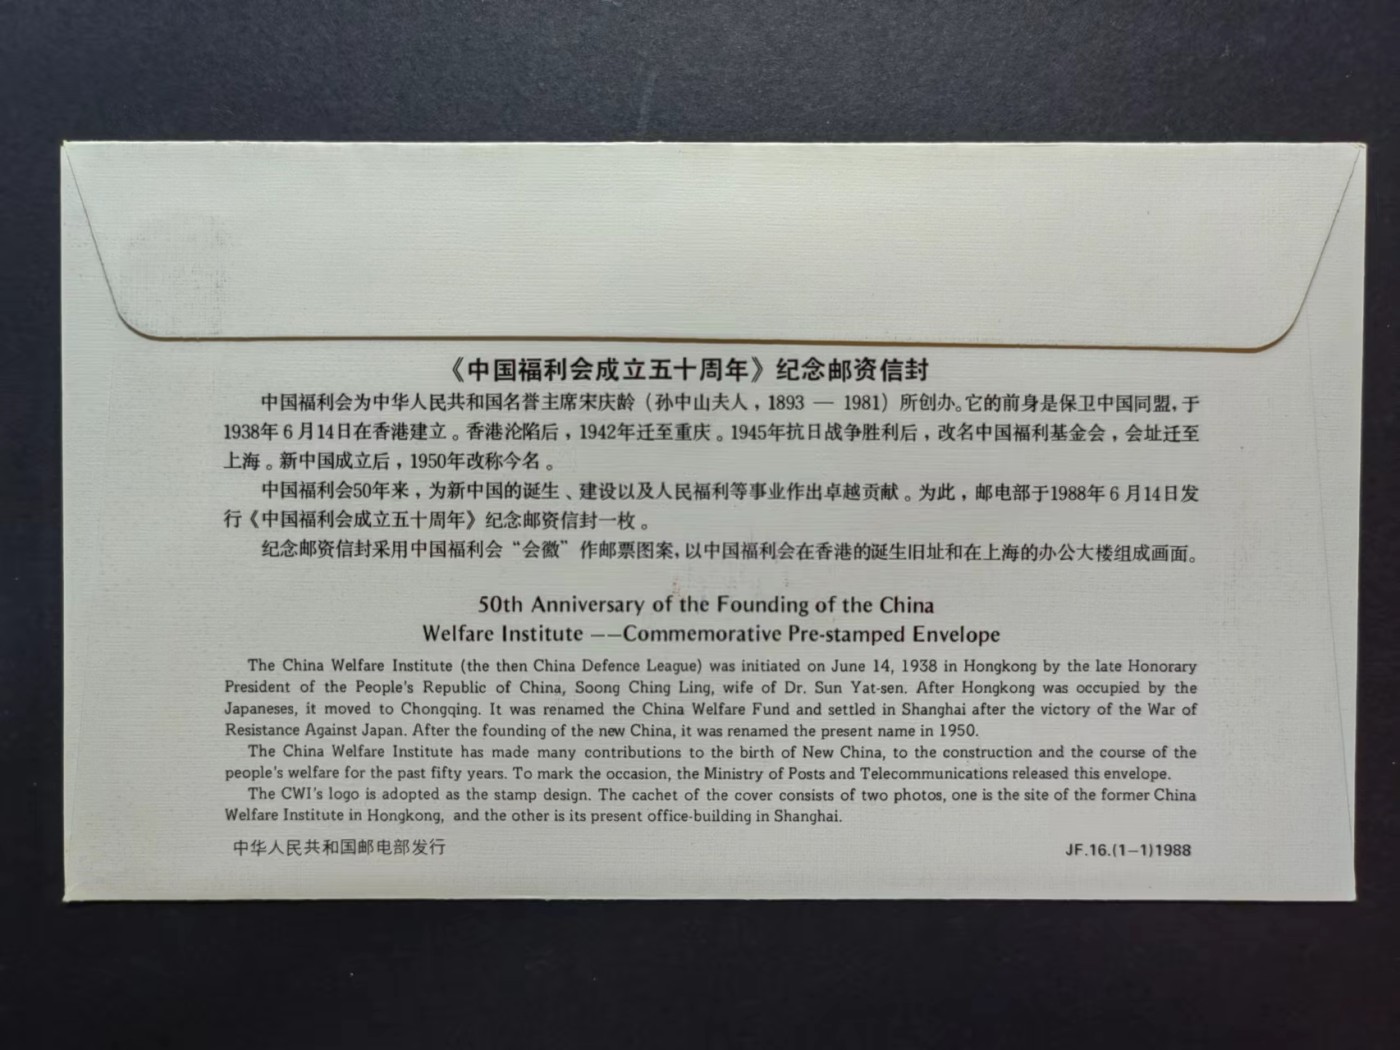 《中国福利会成立五十周年》纪念邮资信封
中国福利会为中华人民共和国名誉主席宋庆龄（孙中山夫人，1893 — 1981）所创办。它的前身是保卫中国同盟，于
1938年6月14日在香港建立。香港沦陷后，1942年迁至重庆。1945年抗日战争胜利后，改名中国福利基金会，会址迁至
上海。新中国成立后，1950年改称今名。
中国福利会50年来，为新中国的诞生、建设以及人民福利等事业作出卓越贡献。为此，邮电部于1988年6月14日发
行《中国福利会成立五十周年》纪念邮资信封一枚。
纪念邮资信封采用中国福利会“会徽”作邮票图案，以中国福利会在香港的诞生旧址和在上海的办公大楼组成画面。
50th Anniversary of the Founding of the China
Welfare Institute ——Commemorative Pre-stamped Envelope
The China Welfare Institute (the then China Defence League) was initiated on June 14, 1938 in Hongkong by the late Honorary
President of the People's Republic of China, Soong Ching Ling, wife of Dr. Sun Yat-sen. After Hongkong was occupied by the
Japaneses, it moved to Chongqing. It was renamed the China Welfare Fund and settled in Shanghai after the victory of the War of
Resistance Against Japan. After the founding of the new China, it was renamed the present name in 1950.
The China Welfare Institute has made many contributions to the birth of New China, to the construction and the course of the
people's welfare for the past fifty years. To mark the occasion, the Ministry of Posts and Telecommunications released this envelope.
The CWI's logo is adopted as the stamp design. The cachet of the cover consists of two photos, one is the site of the former China
Welfare Institute in Hongkong, and the other is its present office-building in Shanghai.
中华人民共和国邮电部发行
JF.16.(1—1)1988